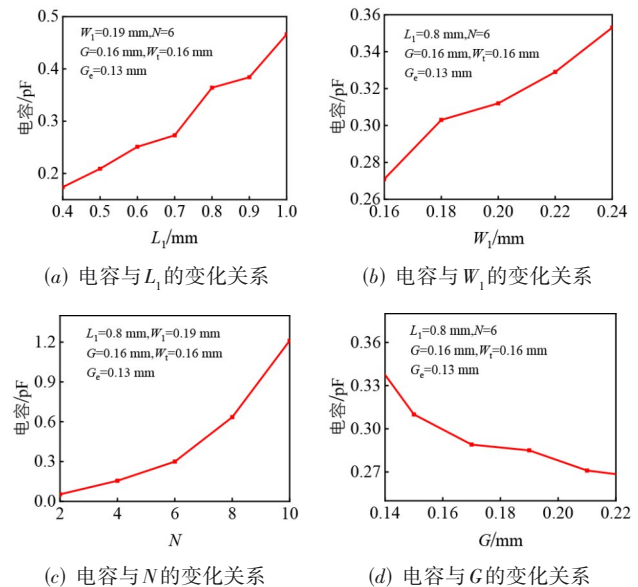 0.5
0.4
0.3
0.2
电容/pF
W₁=0.19 mm,N=6
G=0.16 mm,Wₜ=0.16 mm
Gₑ=0.13 mm
0.4 0.5 0.6 0.7 0.8 0.9 1.0
L₁/mm
(a) 电容与L₁的变化关系
0.36
0.34
0.32
0.30
0.28
0.26
电容/pF
L₁=0.8 mm,N=6
G=0.16 mm,Wₜ=0.16 mm
Gₑ=0.13 mm
0.16 0.18 0.20 0.22 0.24
W₁/mm
(b) 电容与W₁的变化关系
1.2
0.9
0.6
0.3
0.0
电容/pF
L₁=0.8 mm,W₁=0.19 mm
G=0.16 mm,Wₜ=0.16 mm
Gₑ=0.13 mm
2 4 6 8 10
N
(c) 电容与N的变化关系
0.36
0.33
0.30
0.27
电容/pF
L₁=0.8 mm,N=6
G=0.16 mm,Wₜ=0.16 mm
Gₑ=0.13 mm
0.14 0.16 0.18 0.20 0.22
G/mm
(d) 电容与G的变化关系